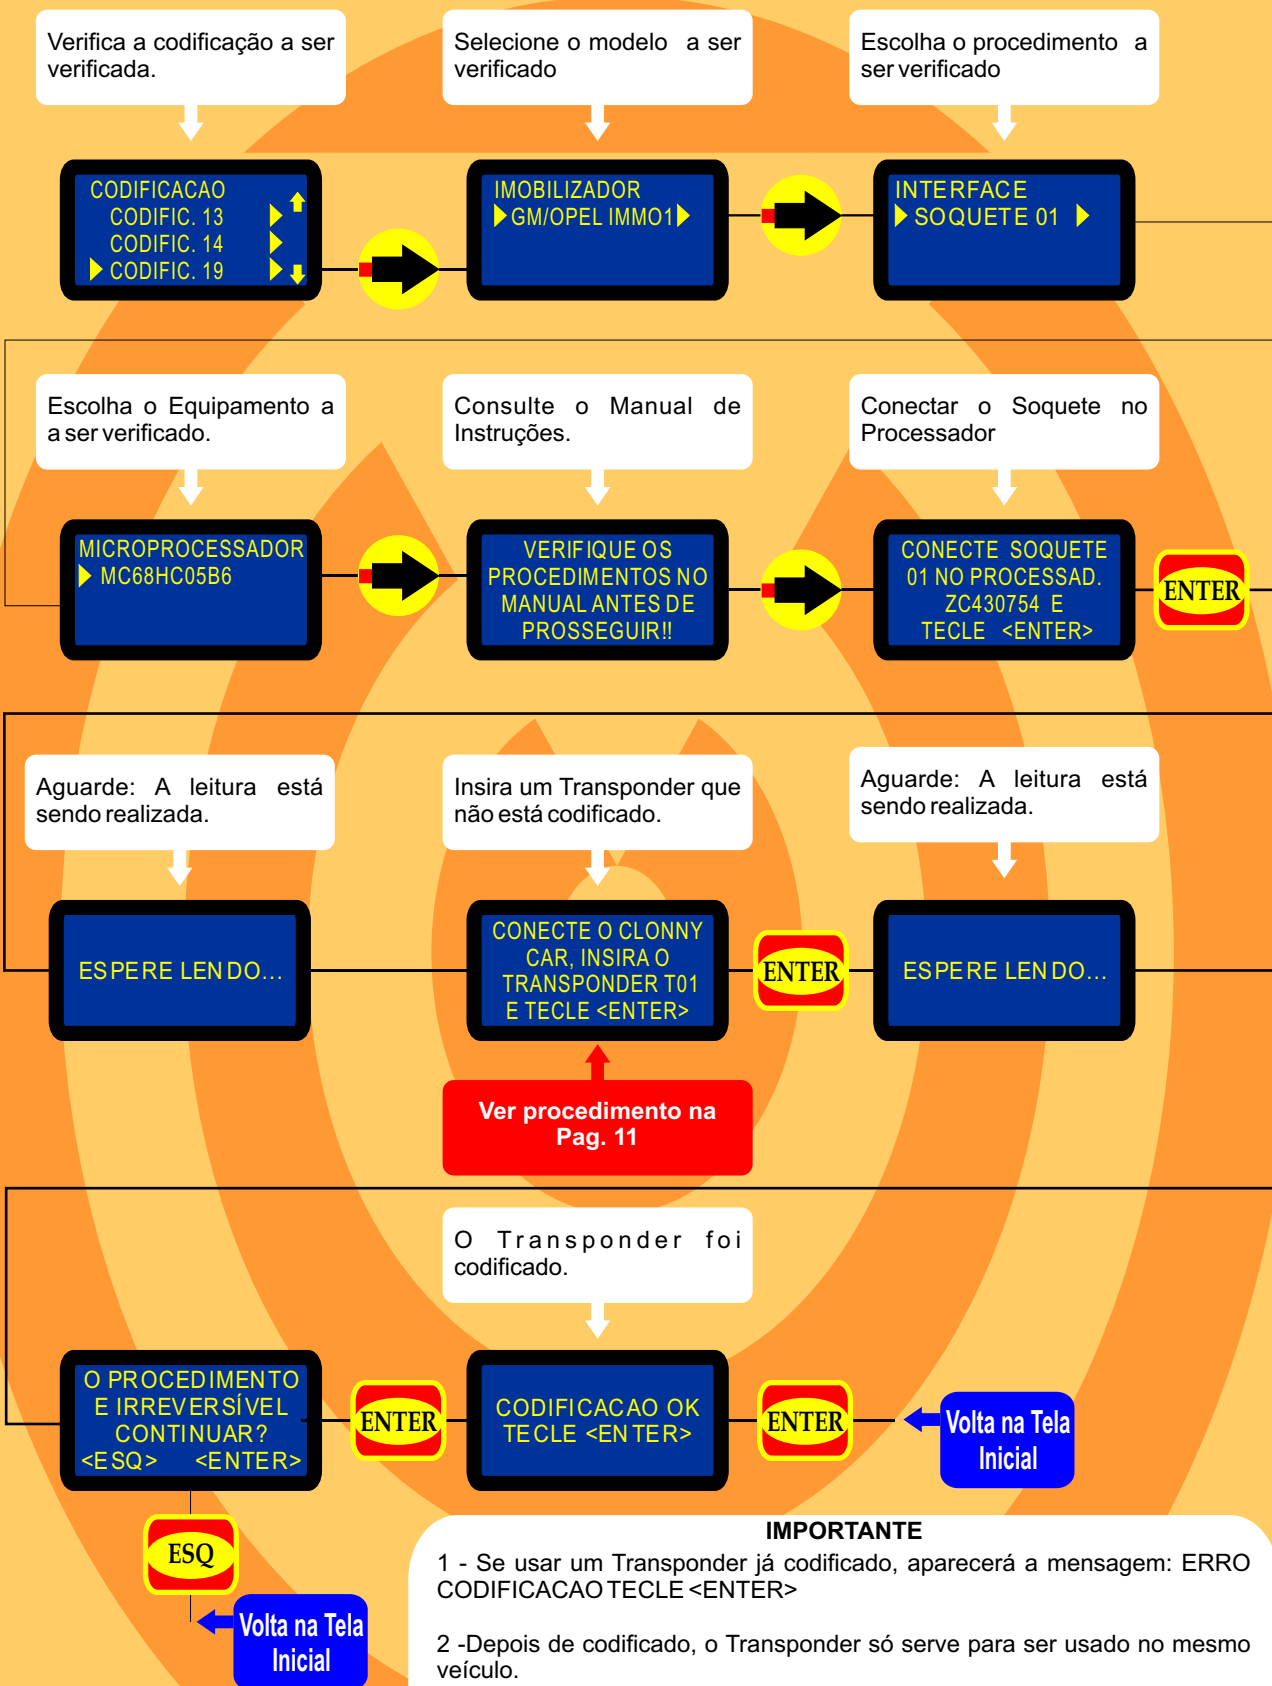 Verifica a codificação a ser
verificada.
Selecione o modelo a ser
verificado
Escolha o procedimento a
ser verificado
CODIFICACAO
CODIFIC. 13
CODIFIC. 14
CODIFIC. 19
IMOBILIZADOR
GM/OPEL IMMO1
INTERFACE
SOQUETE 01
Escolha o Equipamento a
a ser verificado.
Consulte o Manual de
Instruções.
Conectar o Soquete no
Processador
MICROPROCESSADOR
MC68HC05B6
VERIFIQUE OS
PROCEDIMENTOS NO
MANUAL ANTES DE
PROSSEGUIR!!
CONECTE SOQUETE
01 NO PROCESSAD.
ZC430754 E
TECLE <ENTER>
ENTER
Aguarde: A leitura está
sendo realizada.
Insira um Transponder que
não está codificado.
Aguarde: A leitura está
sendo realizada.
ESPERE LENDO...
CONECTE O CLONNY
CAR, INSIRA O
TRANSPONDER T01
E TECLE <ENTER>
ENTER
ESPERE LENDO...
Ver procedimento na
Pag. 11
O Transponder foi
codificado.
O PROCEDIMENTO
E IRREVERSÍVEL
CONTINUAR?
<ESQ> <ENTER>
ENTER
CODIFICACAO OK
TECLE <ENTER>
ENTER
Volta na Tela
Inicial
ESQ
Volta na Tela
Inicial
IMPORTANTE
1 - Se usar um Transponder já codificado, aparecerá a mensagem: ERRO
CODIFICACAO TECLE <ENTER>
2 -Depois de codificado, o Transponder só serve para ser usado no mesmo
veículo.